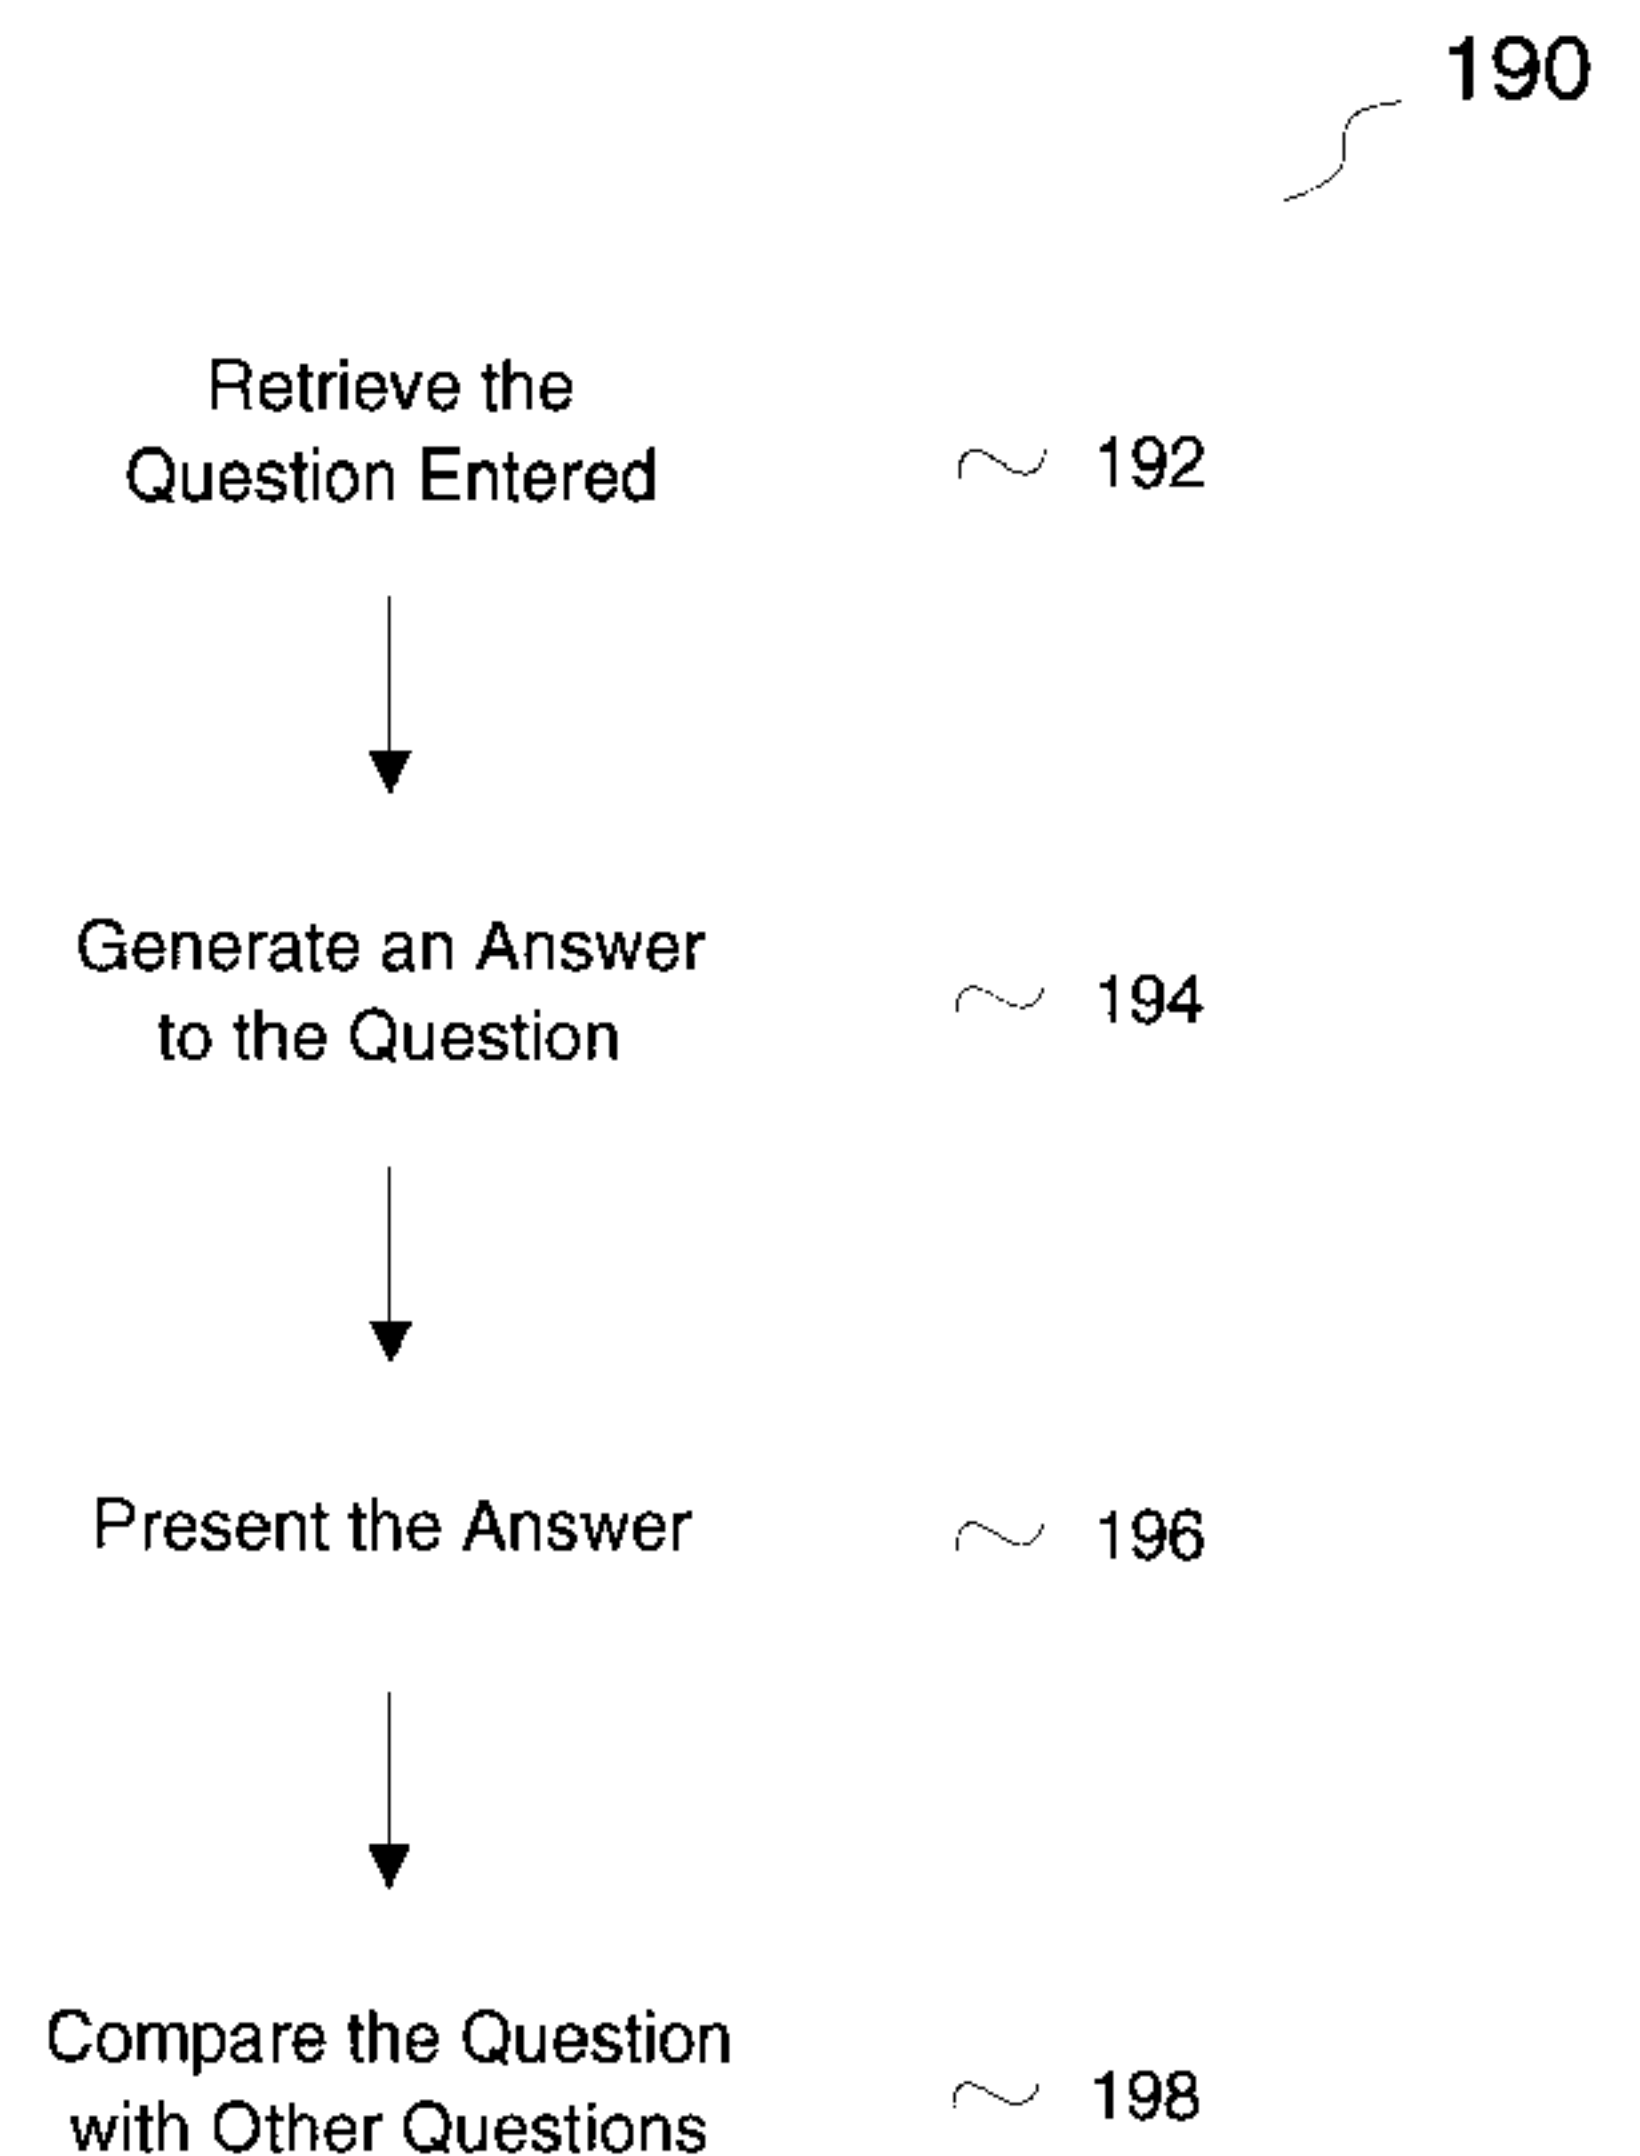 190
Retrieve the
Question Entered
192
Generate an Answer
to the Question
194
Present the Answer
196
Compare the Question
with Other Questions
198